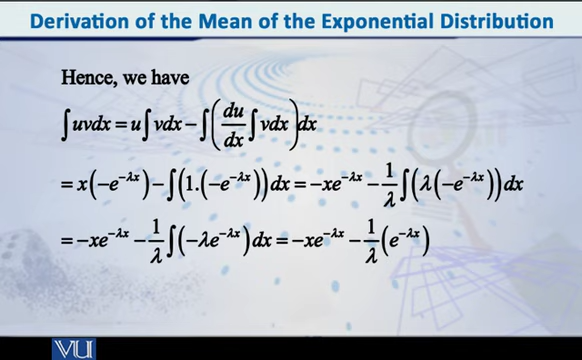 Derivation of the Mean of the Exponential Distribution
Hence, we have
∫uvdx = u∫vdx − ∫(du/dx ∫vdx)dx
= x(−e^{−λx}) − ∫(1.(−e^{−λx}))dx = −xe^{−λx} − 1/λ ∫(λ(−e^{−λx}))dx
= −xe^{−λx} − 1/λ ∫(−λe^{−λx})dx = −xe^{−λx} − 1/λ (e^{−λx})
VU